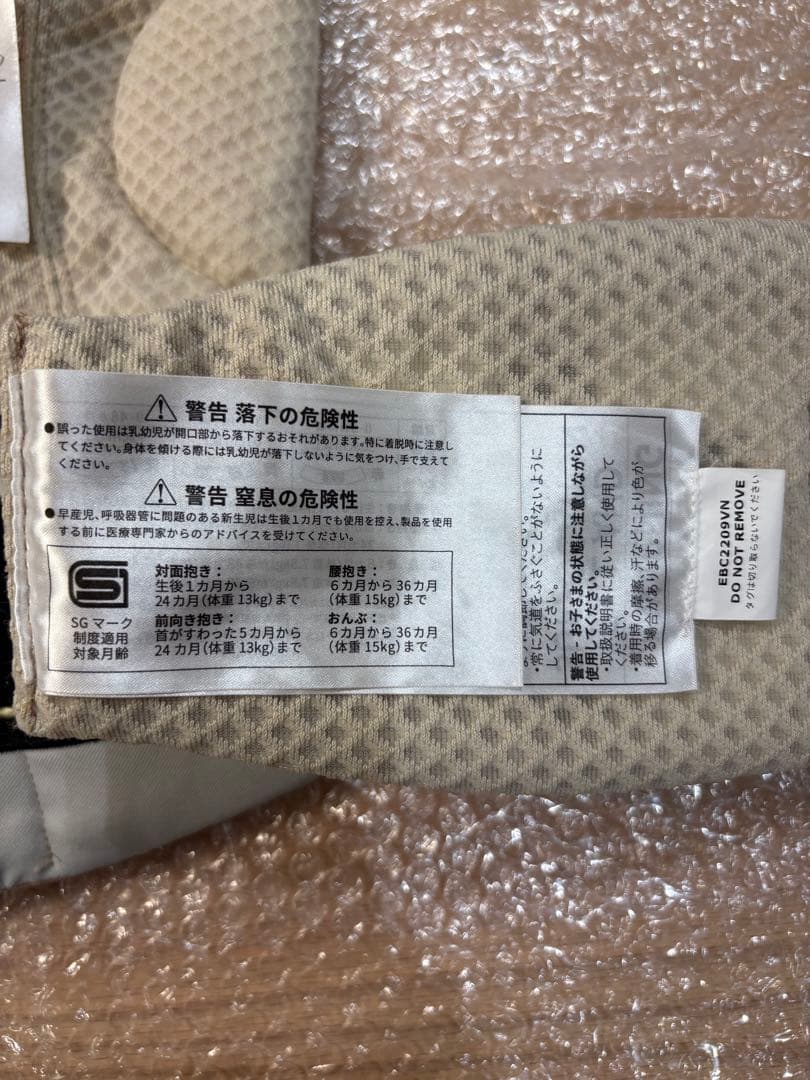 警告 落下の危険性
●誤った使用は乳幼児が開口部から落下するおそれがあります。特に着脱時に注意し
てください。身体を傾ける際には乳幼児が落下しないように気をつけ、手で支えて
ください。
警告 窒息の危険性
●早産児、呼吸器管に問題のある新生児は生後1カ月でも使用を控え、製品を使用
する前に医療専門家からのアドバイスを受けてください。
SG マーク
制度適用
対象月齢
対面抱き：
生後１カ月から
24カ月（体重 13kg）まで
前向き抱き：
首がすわった５カ月から
24カ月（体重 13kg）まで
腰抱き：
６カ月から 36カ月
（体重 15kg）まで
おんぶ：
６カ月から 36カ月
（体重 15kg）まで
・常に気道をふさぐことがないように
してください。
警告 - お子さまの状態に注意しながら
使用してください。
・取扱説明書に従い正しく使用して
ください。
・着用時の摩擦、汗などにより色が
移る場合があります。
EBC2209VN
DO NOT REMOVE
タグは切り取らないでください